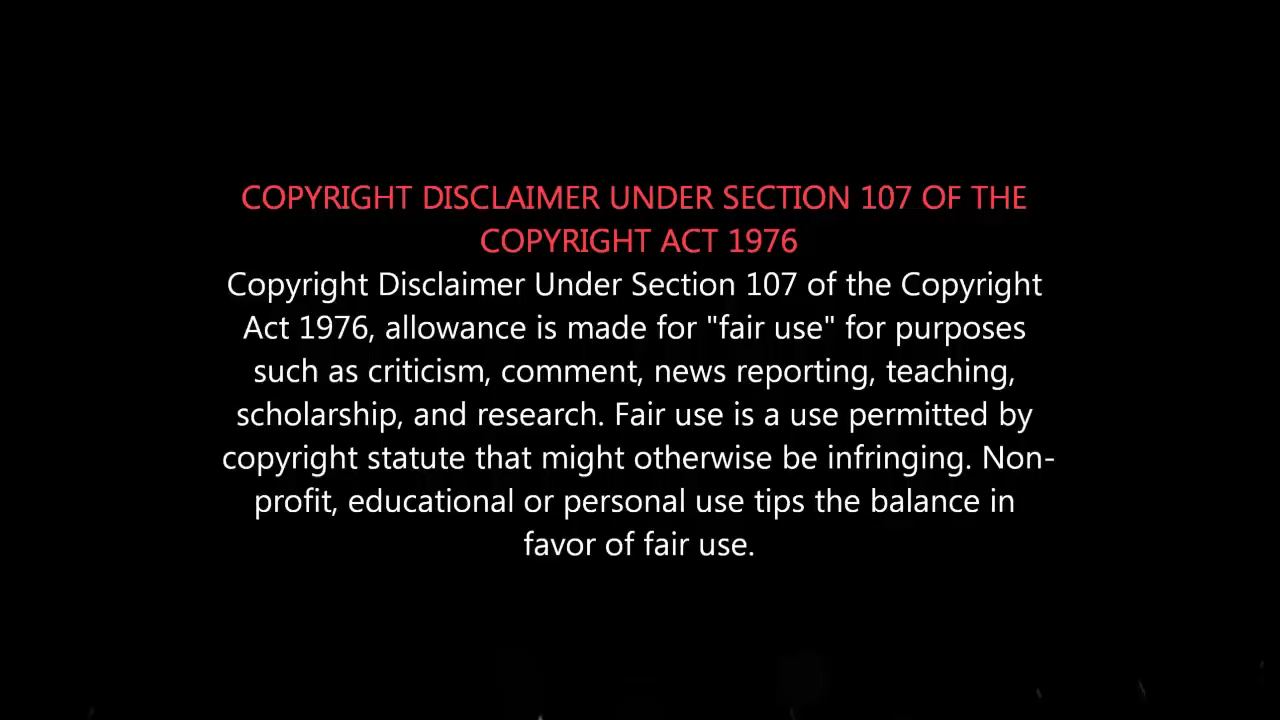 COPYRIGHT DISCLAIMER UNDER SECTION 107 OF THE
COPYRIGHT ACT 1976
Copyright Disclaimer Under Section 107 of the Copyright
Act 1976, allowance is made for "fair use" for purposes
such as criticism, comment, news reporting, teaching,
scholarship, and research. Fair use is a use permitted by
copyright statute that might otherwise be infringing. Non-
profit, educational or personal use tips the balance in
favor of fair use.